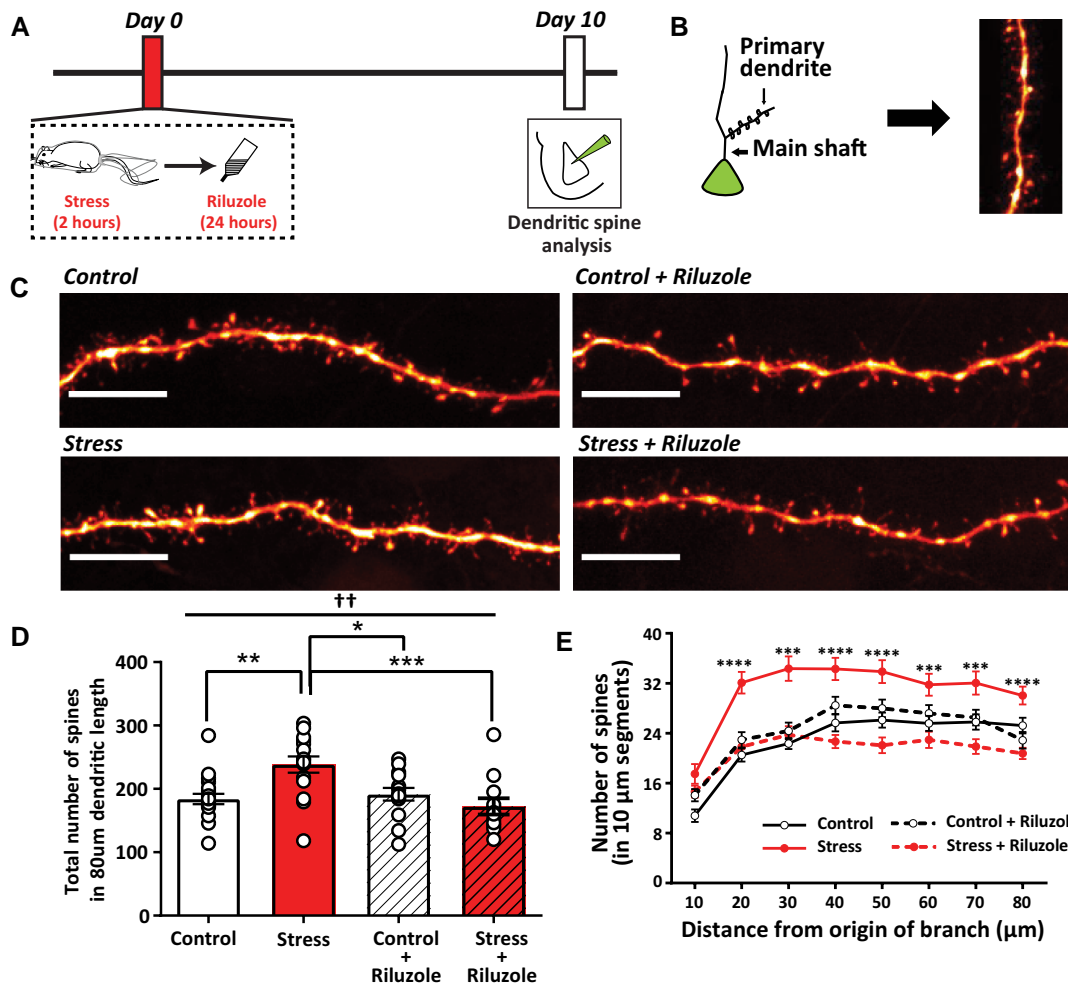 A
Day 0
Day 10
Stress
(2 hours)
Riluzole
(24 hours)
Dendritic spine
analysis
B
Primary
dendrite
Main shaft
C
Control
Control + Riluzole
Stress
Stress + Riluzole
D
Total number of spines
in 80um dendritic length
400
300
200
100
0
††
**
*
***
Control
Stress
Control
+
Riluzole
Stress
+
Riluzole
E
Number of spines
(in 10 µm segments)
40
32
24
16
8
0
**** *** **** **** *** *** ****
Control
Control + Riluzol
Stress
Stress + Riluzole
10 20 30 40 50 60 70 80
Distance from origin of branch (µm)